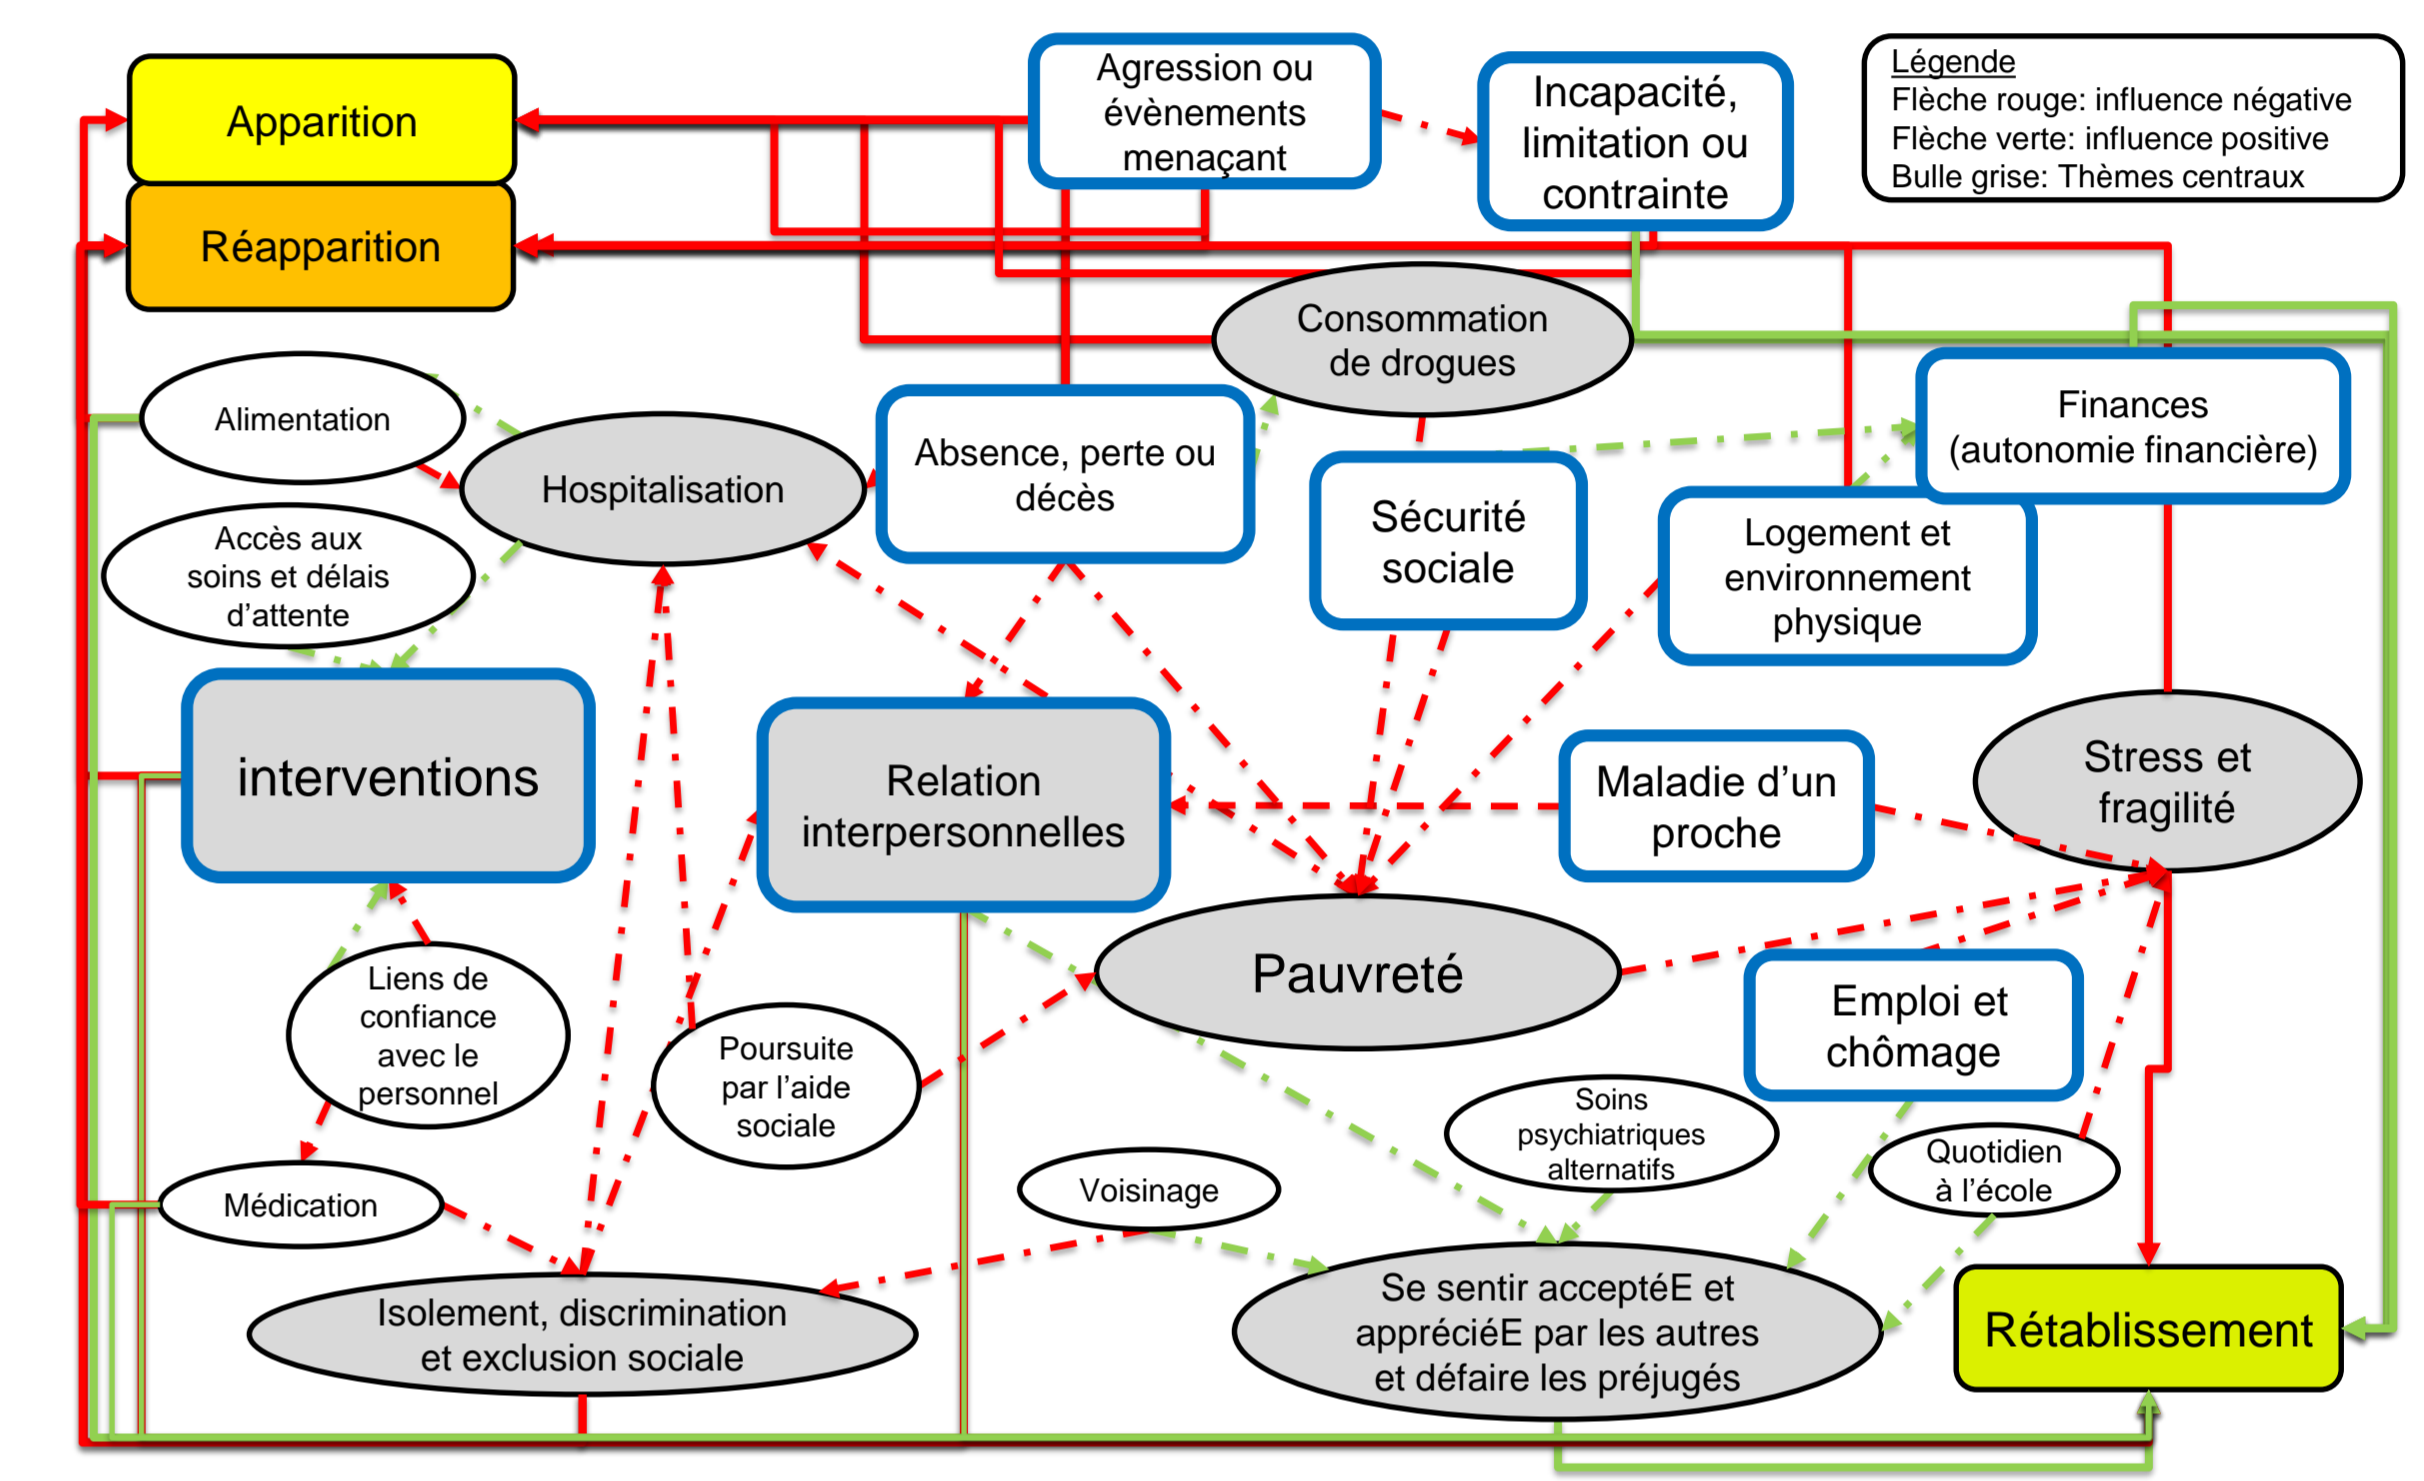 Apparition
Réapparition
Agression ou
évènements
menaçant
Incapacité,
limitation ou
contrainte
Légende
Flèche rouge: influence négative
Flèche verte: influence positive
Bulle grise: Thèmes centraux
Consommation
de drogues
Alimentation
Hospitalisation
Absence, perte ou
décès
Finances
(autonomie financière)
Sécurité
sociale
Logement et
environnement
physique
Accès aux
soins et délais
d'attente
interventions
Relation
interpersonnelles
Maladie d'un
proche
Stress et
fragilité
Pauvreté
Liens de
confiance
avec le
personnel
Poursuite
par l'aide
sociale
Emploi et
chômage
Soins
psychiatriques
alternatifs
Quotidien
à l'école
Médication
Voisinage
Isolement, discrimination
et exclusion sociale
Se sentir acceptéE et
appréciéE par les autres
et défaire les préjugés
Rétablissement